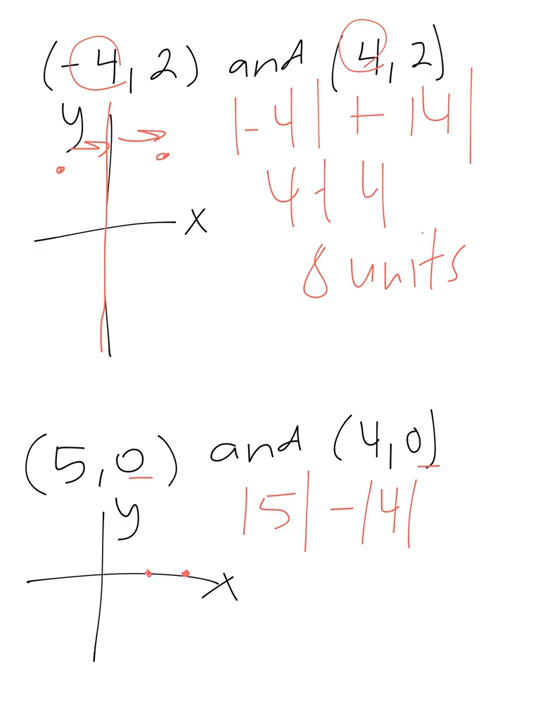 (-4, 2) and (4, 2)
y
|-4| + |4|
4 + 4
x
8 units
(5, 0) and (4, 0)
y
|5| - |4|
x